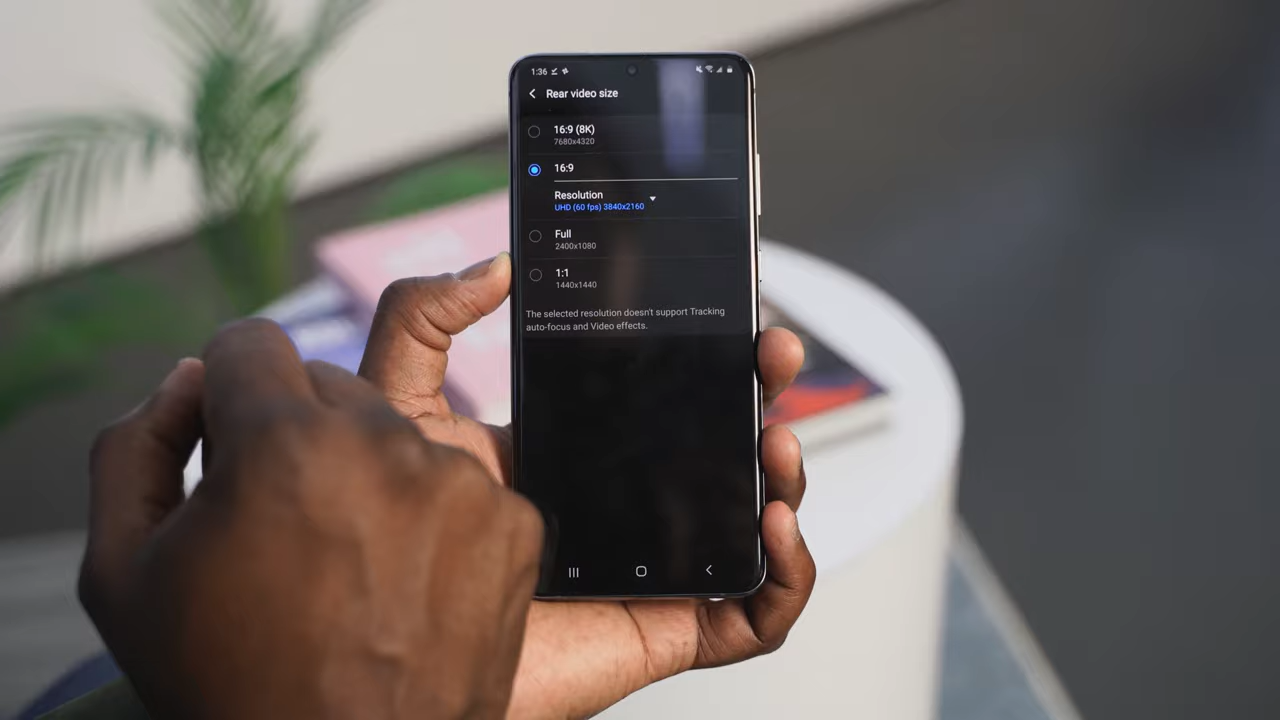 1:36
Rear video size
16:9 (8K)
7680x4320
16:9
Resolution
UHD (60 fps) 3840x2160
Full
2400x1080
1:1
1440x1440
The selected resolution doesn't support Tracking
auto-focus and Video effects.